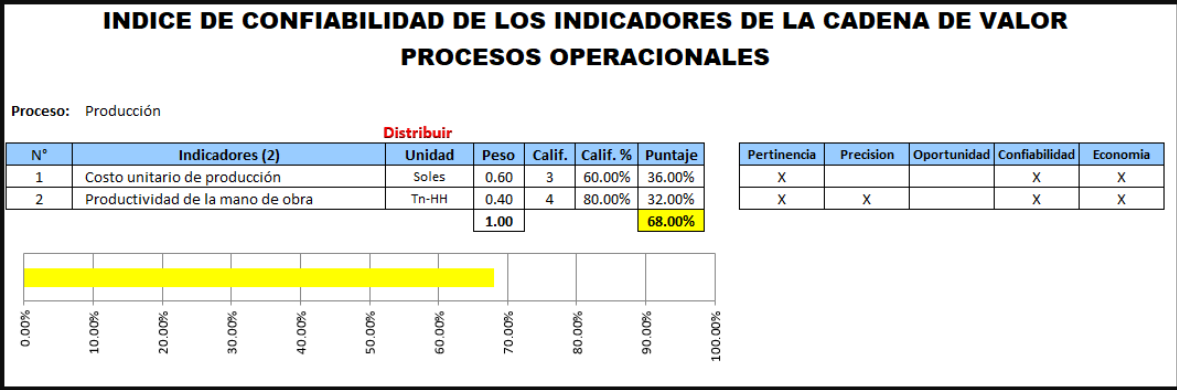 INDICE DE CONFIABILIDAD DE LOS INDICADORES DE LA CADENA DE VALOR
PROCESOS OPERACIONALES
Proceso: Producción
Distribuir
N° Indicadores (2) Unidad Peso Calif. Calif. % Puntaje Pertinencia Precision Oportunidad Confiabilidad Economia
1 Costo unitario de producción Soles 0.60 3 60.00% 36.00% X X X
2 Productividad de la mano de obra Tn-HH 0.40 4 80.00% 32.00% X X X X
1.00 68.00%
0.00% 10.00% 20.00% 30.00% 40.00% 50.00% 60.00% 70.00% 80.00% 90.00% 100.00%